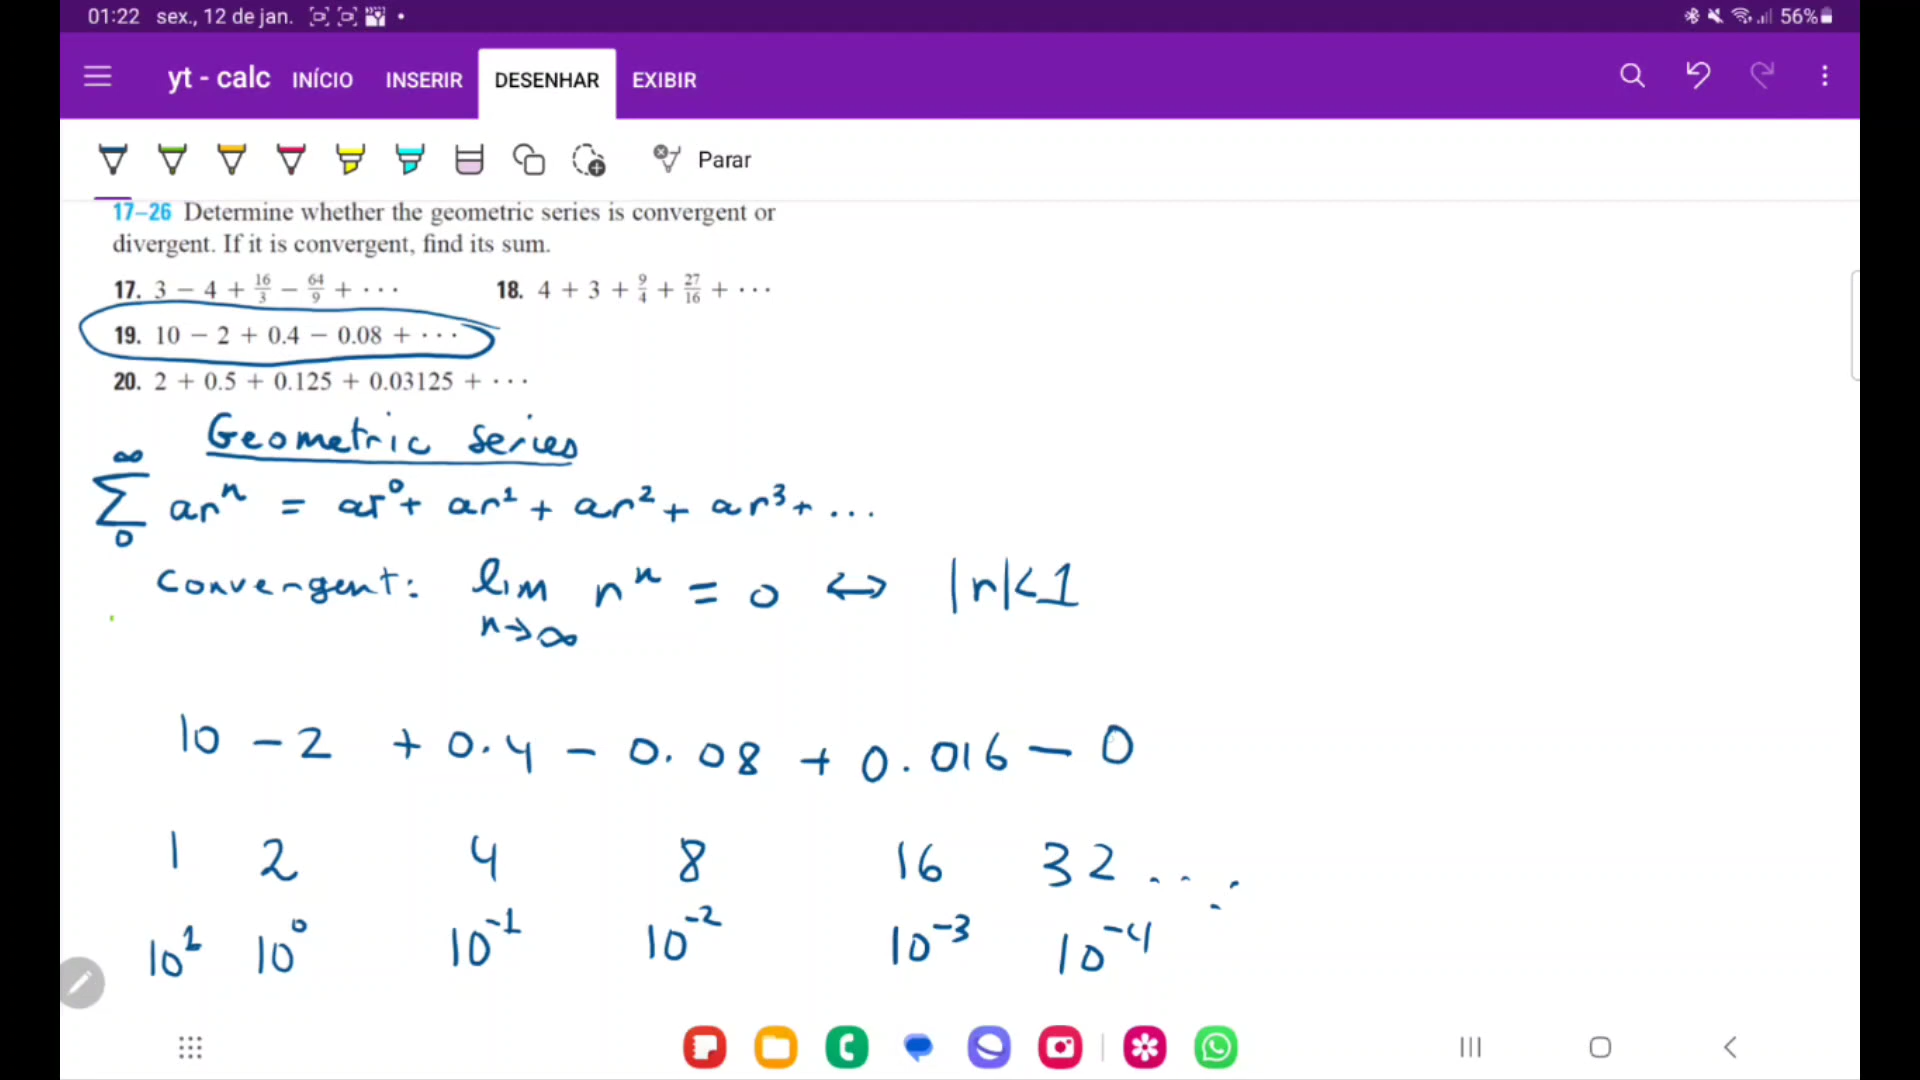 01:22 sex., 12 de jan. 56%
yt - calc INÍCIO INSERIR DESENHAR EXIBIR
Parar
17–26 Determine whether the geometric series is convergent or
divergent. If it is convergent, find its sum.
17. 3 − 4 + 16/3 − 64/9 + ··· 18. 4 + 3 + 9/4 + 27/16 + ···
19. 10 − 2 + 0.4 − 0.08 + ···
20. 2 + 0.5 + 0.125 + 0.03125 + ···
Geometric series
∑₀^∞ arⁿ = ar⁰ + ar¹ + ar² + ar³ + ...
Convergent: lim n→∞ rⁿ = 0 ↔ |r|<1
10 − 2 + 0.4 − 0.08 + 0.016 − 0
1 2 4 8 16 32 ...
10¹ 10⁰ 10⁻¹ 10⁻² 10⁻³ 10⁻⁴